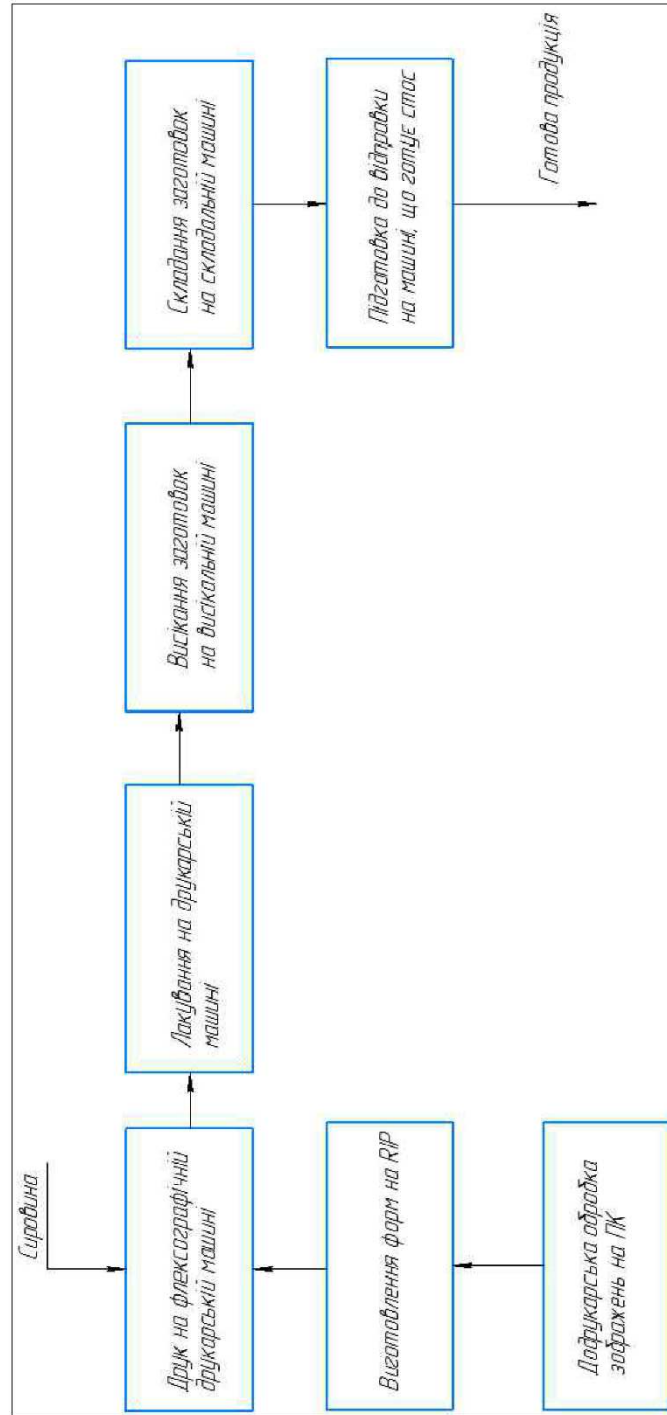 Сировина
Друк на флексографічній
друкарській машині
Лакування на друкарській
машині
Висікання заготовок
на висікальній машині
Складання заготовок
на складальній машині
Виготовлення форм на RIP
Підготовка до відправки
на машині, що готує стос
Додрукарська обробка
зображень на ПК
Готова продукція